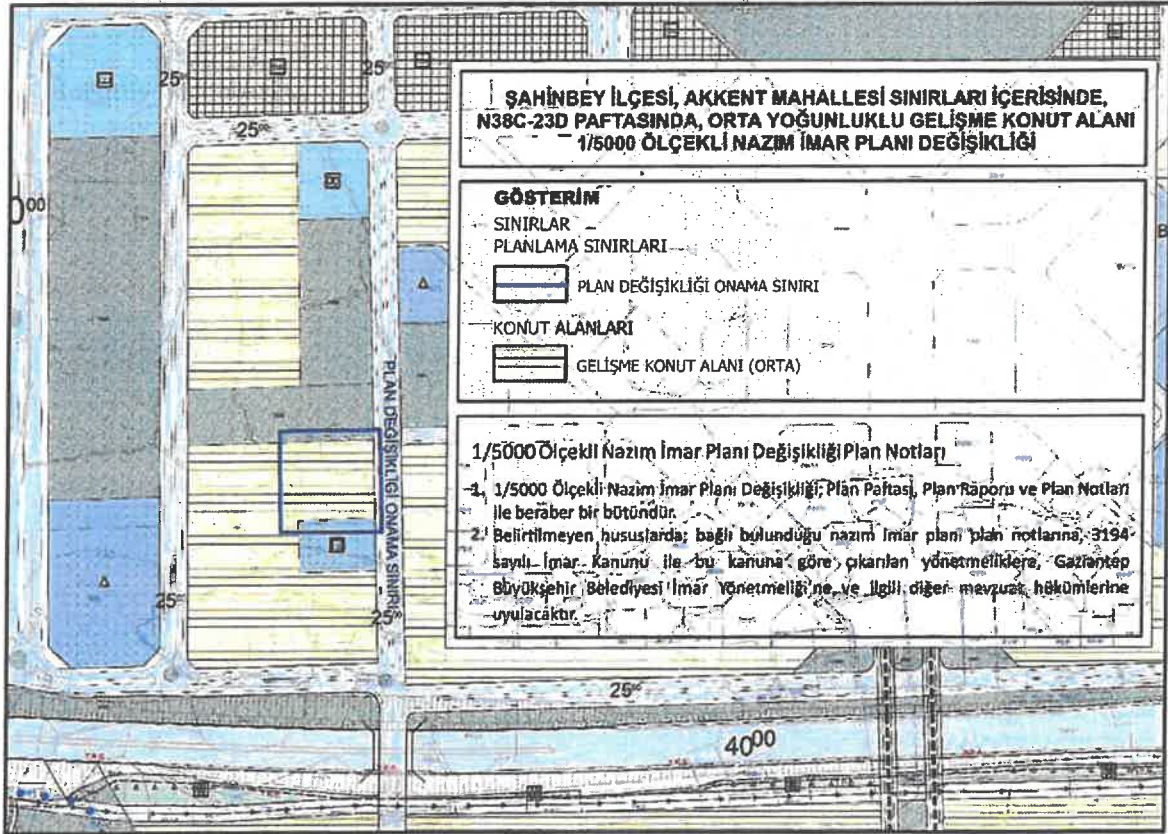 ŞAHİNBEY İLÇESİ, AKKENT MAHALLESİ SINIRLARI İÇERİSİNDE,
N38C-23D PAFTASINDA, ORTA YOĞUNLUKLU GELİŞME KONUT ALANI
1/5000 ÖLÇEKLİ NAZIM İMAR PLANI DEĞİŞİKLİĞİ
GÖSTERİM
SINIRLAR
PLANLAMA SINIRLARI
PLAN DEĞİŞİKLİĞİ ONAMA SINIRI
KONUT ALANLARI
GELİŞME KONUT ALANI (ORTA)
1/5000 Ölçekli Nazım İmar Planı Değişikliği Plan Notları
1. 1/5000 Ölçekli Nazım İmar Planı Değişikliği; Plan Paftası, Plan Raporu ve Plan Notları
ile beraber bir bütündür.
2. Belirtilmeyen hususlarda; bağlı bulunduğu nazım imar planı plan notlarına, 3194
sayılı İmar Kanunu ile bu kanuna göre çıkarılan yönetmeliklere, Gaziantep
Büyükşehir Belediyesi İmar Yönetmeliği'ne ve ilgili diğer mevzuat hükümlerine
uyulacaktır.
25⁰⁰
25
25⁰⁰
0⁰⁰
PLAN DEĞİŞİKLİĞİ ONAMA SINIRI
25⁰⁰
25⁰⁰
25⁰⁰
40⁰⁰